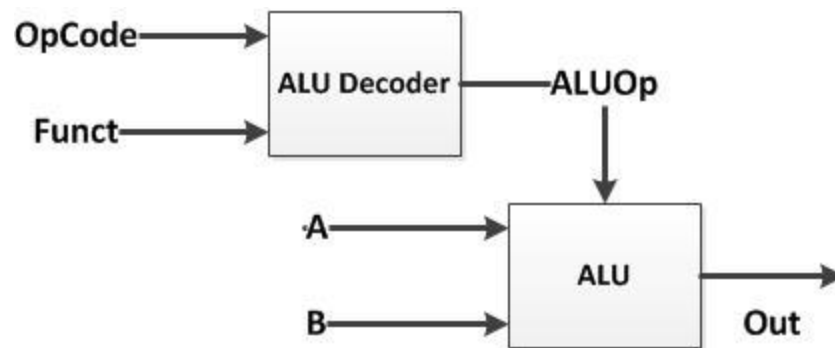 OpCode
ALU Decoder
ALUOp
Funct
A
ALU
B
Out